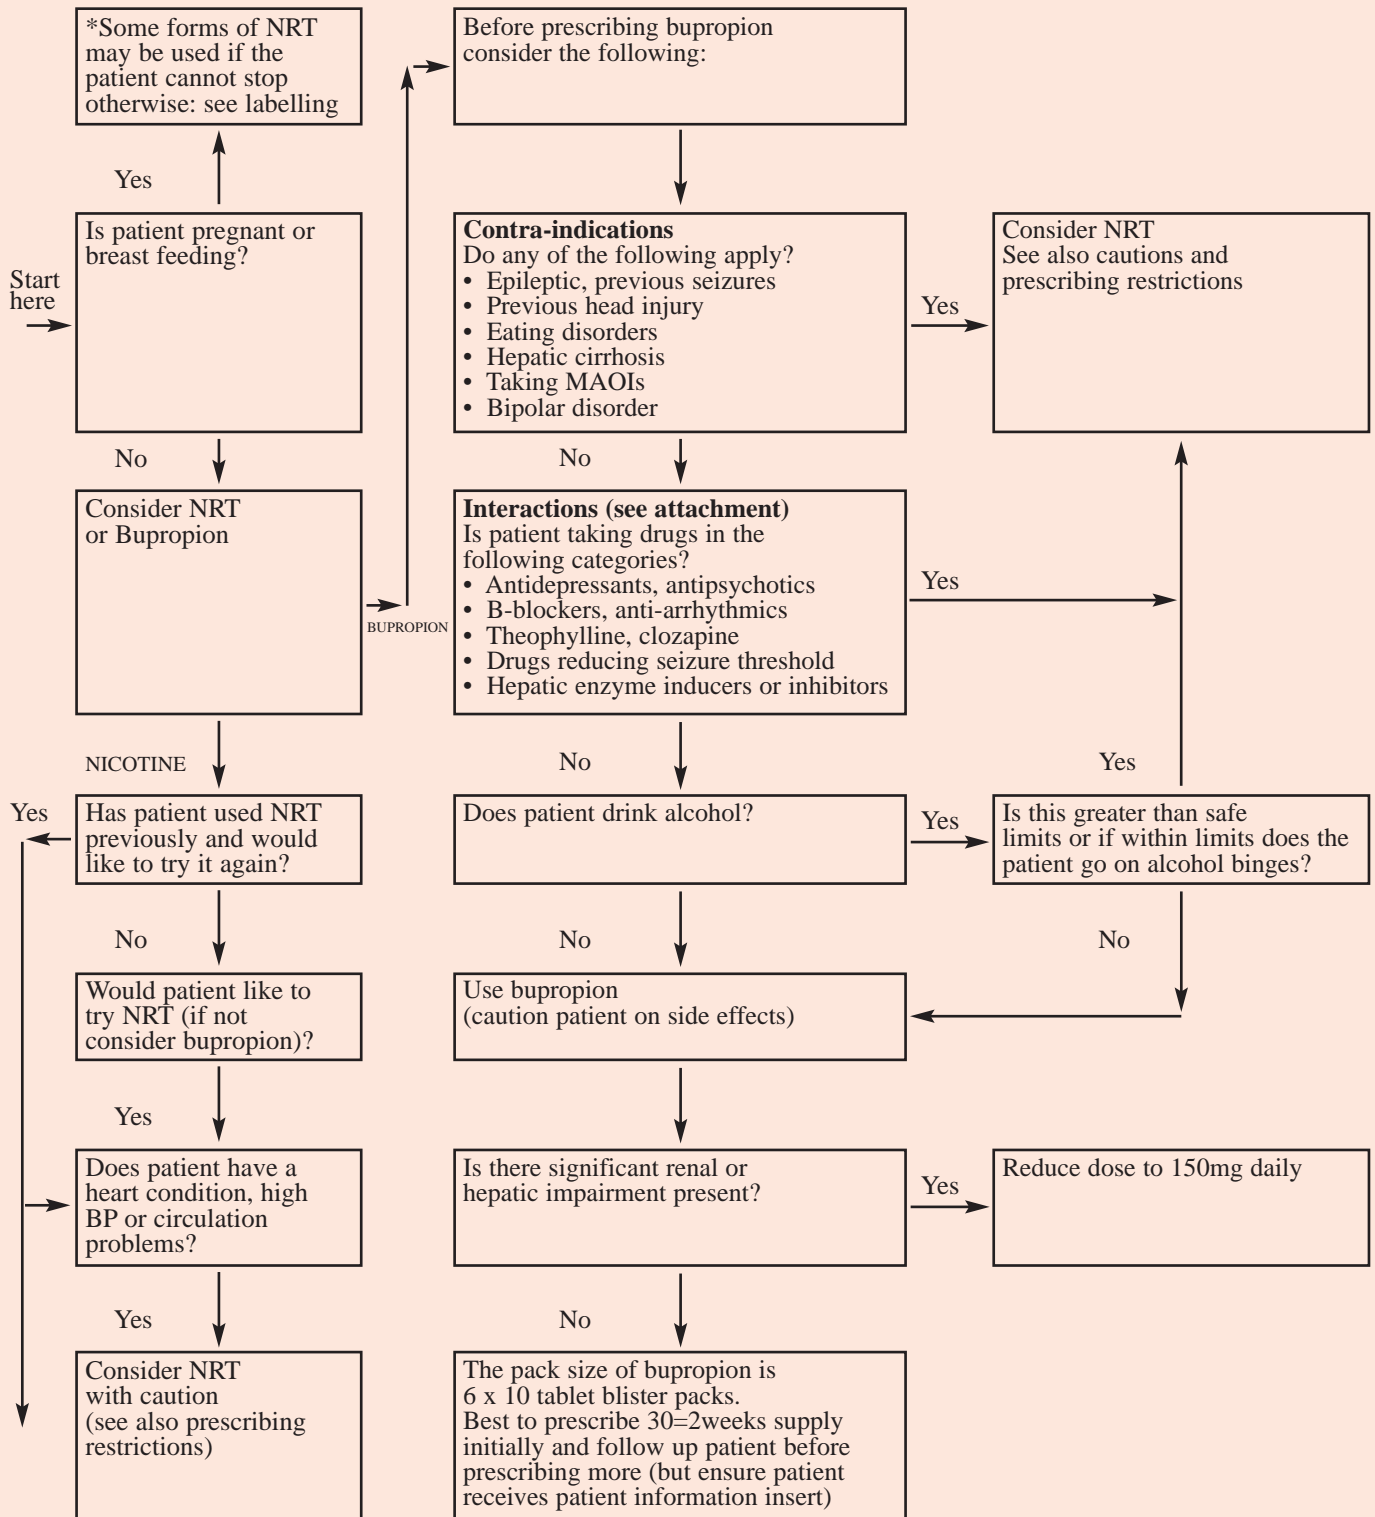 *Some forms of NRT
may be used if the
patient cannot stop
otherwise: see labelling
Yes
Is patient pregnant or
breast feeding?
Start
here
No
Consider NRT
or Bupropion
BUPROPION
NICOTINE
Yes
Has patient used NRT
previously and would
like to try it again?
No
Would patient like to
try NRT (if not
consider bupropion)?
Yes
Does patient have a
heart condition, high
BP or circulation
problems?
Yes
Consider NRT
with caution
(see also prescribing
restrictions)
Before prescribing bupropion
consider the following:
Contra-indications
Do any of the following apply?
• Epileptic, previous seizures
• Previous head injury
• Eating disorders
• Hepatic cirrhosis
• Taking MAOIs
• Bipolar disorder
Yes
Consider NRT
See also cautions and
prescribing restrictions
No
Interactions (see attachment)
Is patient taking drugs in the
following categories?
• Antidepressants, antipsychotics
• B-blockers, anti-arrhythmics
• Theophylline, clozapine
• Drugs reducing seizure threshold
• Hepatic enzyme inducers or inhibitors
Yes
No
Does patient drink alcohol?
Yes
Yes
Is this greater than safe
limits or if within limits does the
patient go on alcohol binges?
No
No
Use bupropion
(caution patient on side effects)
Is there significant renal or
hepatic impairment present?
Yes
Reduce dose to 150mg daily
No
The pack size of bupropion is
6 x 10 tablet blister packs.
Best to prescribe 30=2weeks supply
initially and follow up patient before
prescribing more (but ensure patient
receives patient information insert)